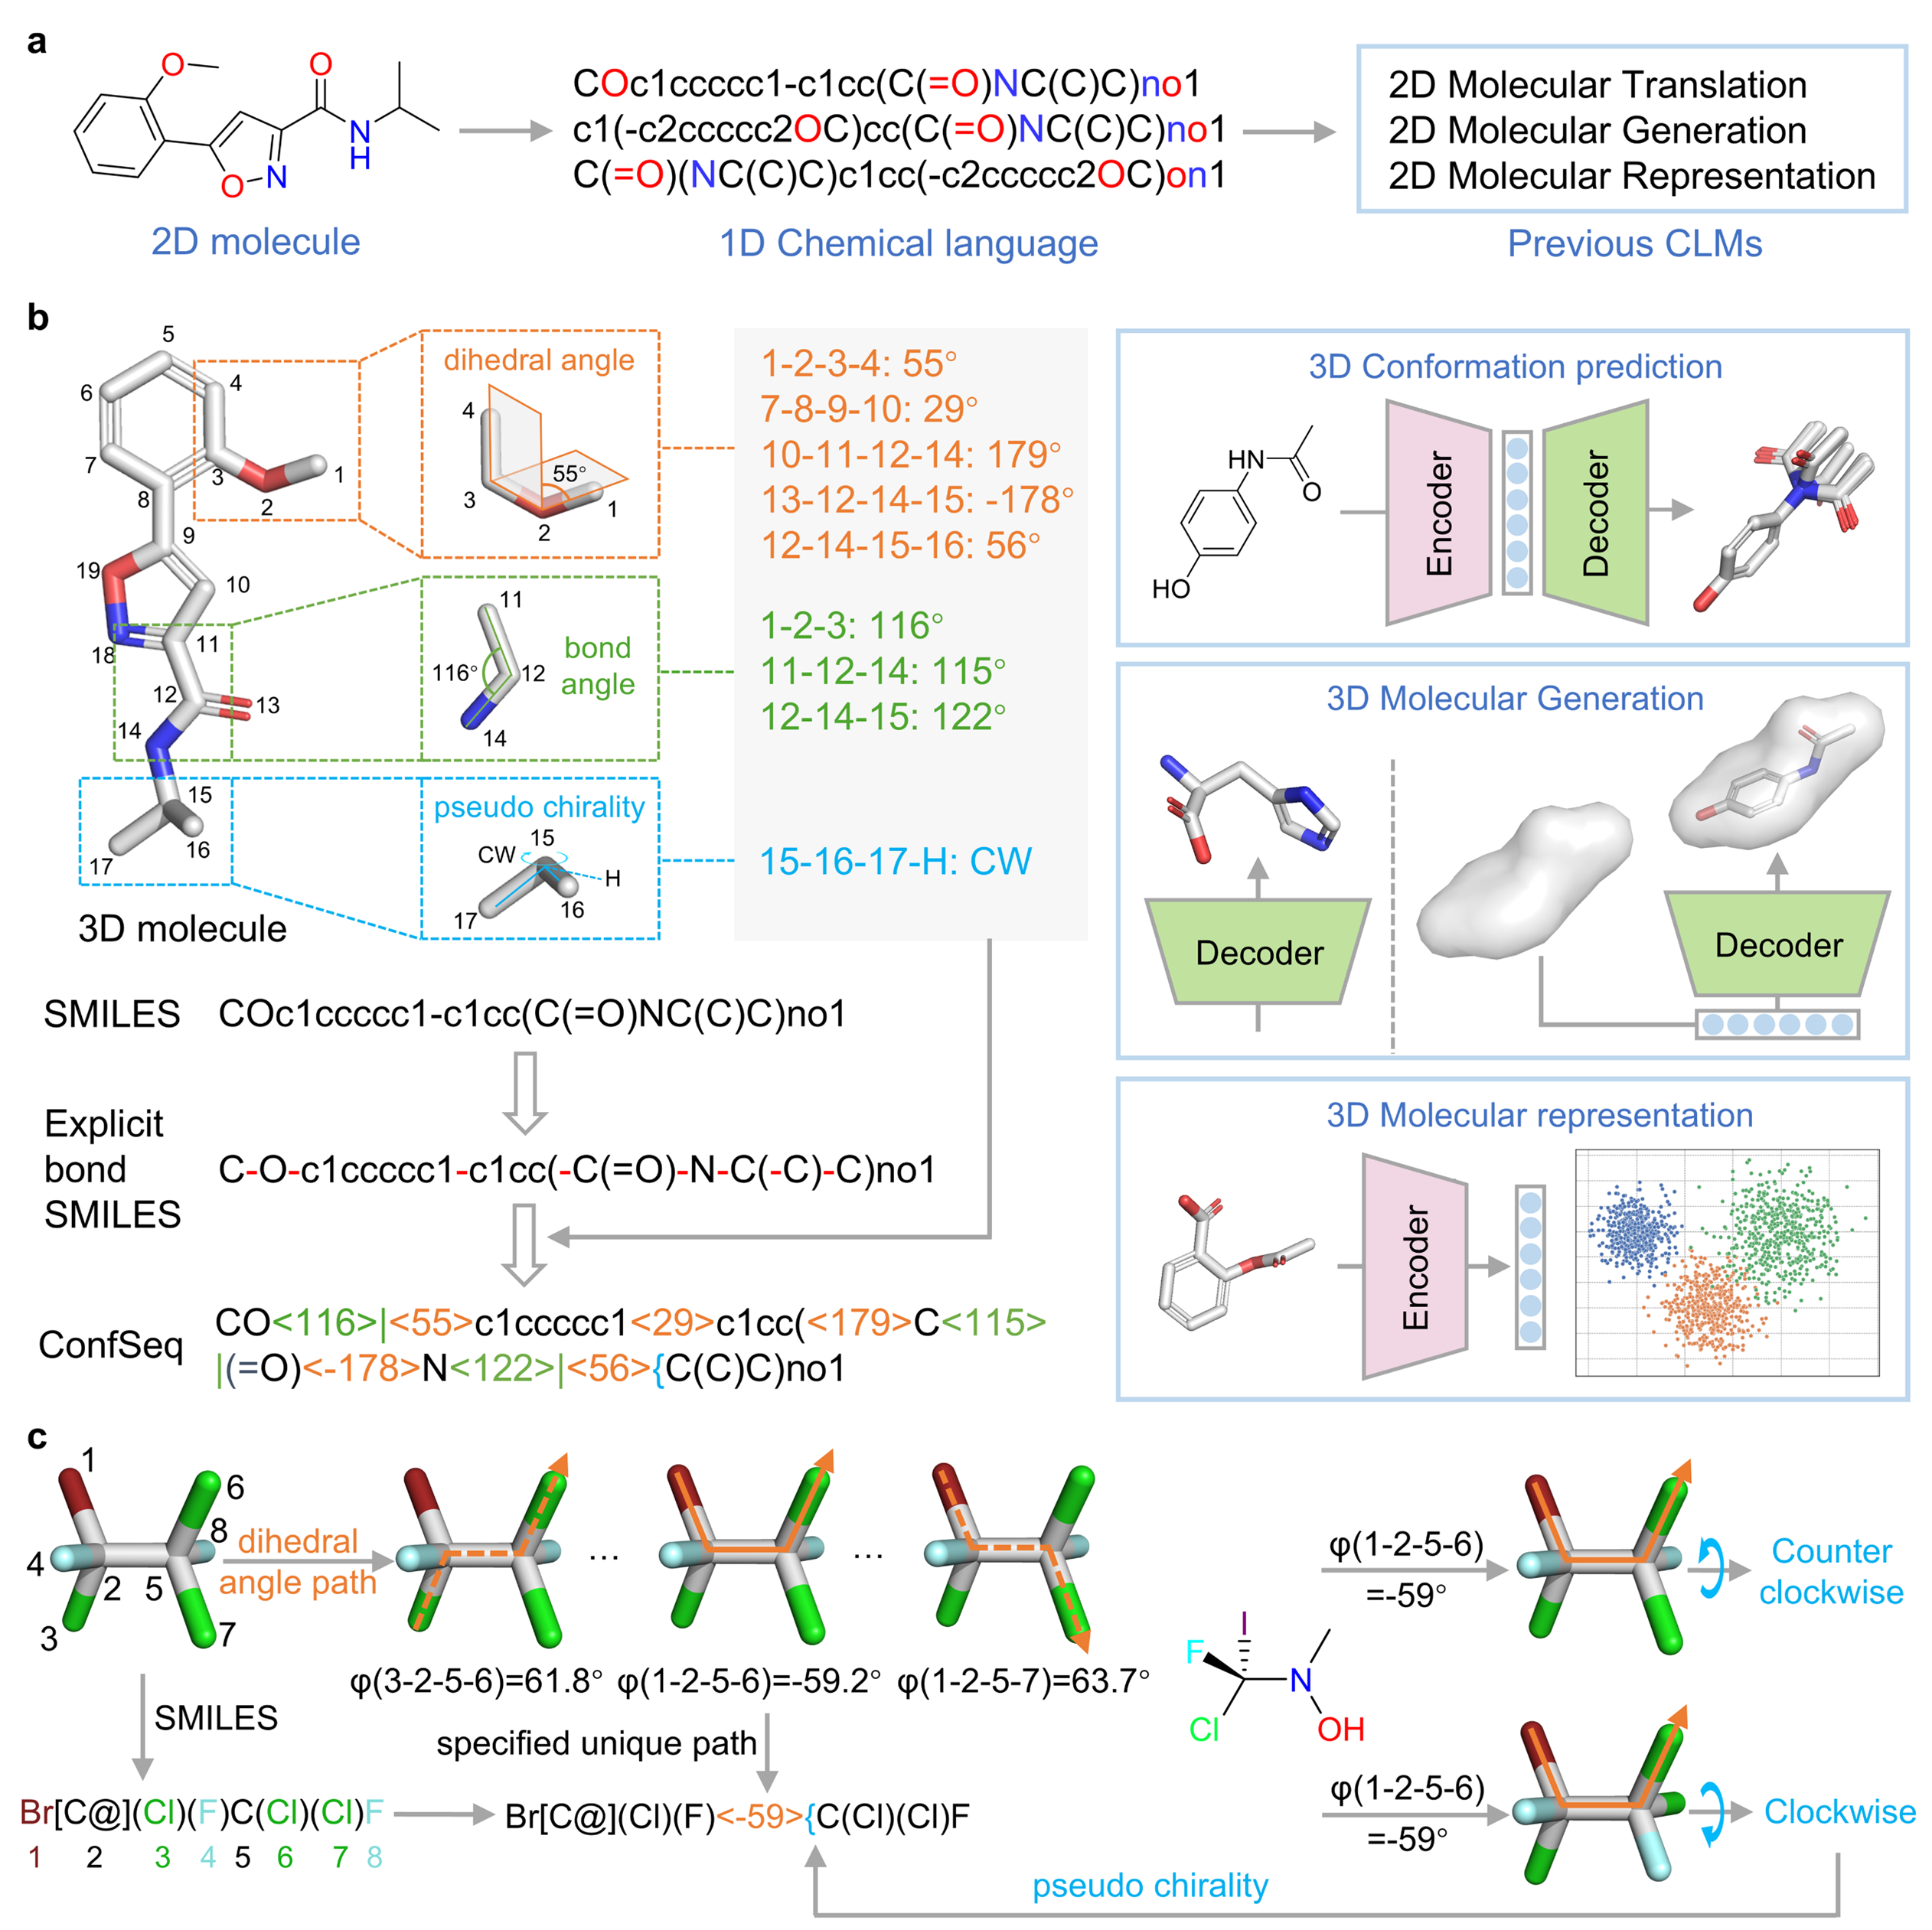 a
O
O
N
H
O
N
2D molecule
COc1ccccc1-c1cc(C(=O)NC(C)C)no1
c1(-c2ccccc2OC)cc(C(=O)NC(C)C)no1
C(=O)(NC(C)C)c1cc(-c2ccccc2OC)on1
1D Chemical language
2D Molecular Translation
2D Molecular Generation
2D Molecular Representation
Previous CLMs
b
5
6
4
7
3
1
8
2
9
19
10
18
11
12
13
14
15
16
17
3D molecule
dihedral angle
4
55°
3
1
2
11
bond
angle
116°
12
14
pseudo chirality
15
CW
H
17
16
1-2-3-4: 55°
7-8-9-10: 29°
10-11-12-14: 179°
13-12-14-15: -178°
12-14-15-16: 56°
1-2-3: 116°
11-12-14: 115°
12-14-15: 122°
15-16-17-H: CW
SMILES
COc1ccccc1-c1cc(C(=O)NC(C)C)no1
Explicit
bond
SMILES
C-O-c1ccccc1-c1cc(-C(=O)-N-C(-C)-C)no1
ConfSeq
CO<116>|<55>c1ccccc1<29>c1cc(<179>C<115>
|(=O)<-178>N<122>|<56>{C(C)C)no1
3D Conformation prediction
HN
O
HO
Encoder
Decoder
3D Molecular Generation
Decoder
Decoder
3D Molecular representation
Encoder
c
1
6
8
4
2
5
3
7
dihedral
angle path
...
...
φ(3-2-5-6)=61.8°
φ(1-2-5-6)=-59.2°
φ(1-2-5-7)=63.7°
SMILES
specified unique path
Br[C@](Cl)(F)C(Cl)(Cl)F
1 2 3 4 5 6 7 8
Br[C@](Cl)(F)<-59>{C(Cl)(Cl)F
I
F
N
Cl
OH
φ(1-2-5-6)
=-59°
Counter
clockwise
φ(1-2-5-6)
=-59°
Clockwise
pseudo chirality